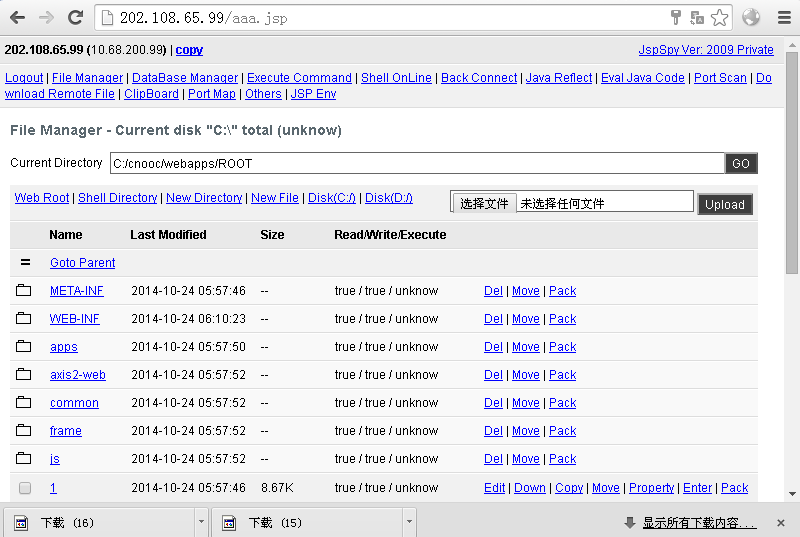 202.108.65.99/aaa.jsp
202.108.65.99 (10.68.200.99) | copy JspSpy Ver: 2009 Private
Logout | File Manager | DataBase Manager | Execute Command | Shell OnLine | Back Connect | Java Reflect | Eval Java Code | Port Scan | Do
wnload Remote File | ClipBoard | Port Map | Others | JSP Env
File Manager - Current disk "C:\" total (unknow)
Current Directory C:/cnooc/webapps/ROOT GO
Web Root | Shell Directory | New Directory | New File | Disk(C:/) | Disk(D:/) 选择文件 未选择任何文件 Upload
Name Last Modified Size Read/Write/Execute
= Goto Parent
META-INF 2014-10-24 05:57:46 -- true / true / unknow Del | Move | Pack
WEB-INF 2014-10-24 06:10:23 -- true / true / unknow Del | Move | Pack
apps 2014-10-24 05:57:50 -- true / true / unknow Del | Move | Pack
axis2-web 2014-10-24 05:57:52 -- true / true / unknow Del | Move | Pack
common 2014-10-24 05:57:52 -- true / true / unknow Del | Move | Pack
frame 2014-10-24 05:57:52 -- true / true / unknow Del | Move | Pack
js 2014-10-24 05:57:52 -- true / true / unknow Del | Move | Pack
1 2014-10-24 05:57:46 8.67K true / true / unknow Edit | Down | Copy | Move | Property | Enter | Pack
下载 (16) 下载 (15) 显示所有下载内容...